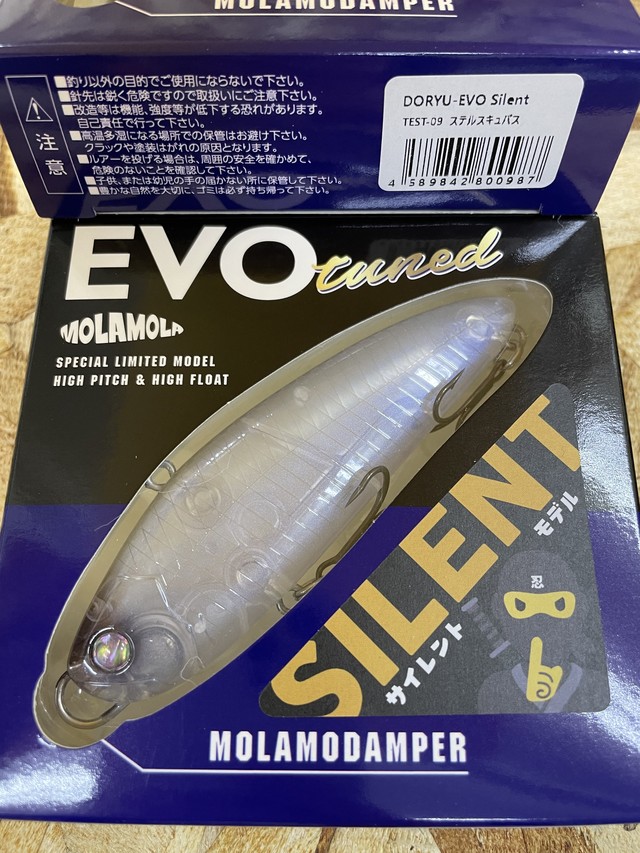 MOLAMODAMPER
■釣り以外の目的でご使用にならないで下さい。
■針先は鋭く危険ですので取扱いにご注意下さい。
■改造等は機能、強度等が低下する恐れがあります。
自己責任で行って下さい。
■高温多湿になる場所での保管はお避け下さい。
クラックや塗装はがれの原因となります。
■ルアーを投げる場合は、周囲の安全を確かめて、
危険のないことを確認して下さい。
■子供、または幼児の手の届かない所に保管して下さい。
■豊かな自然を大切に、ゴミは必ず持ち帰って下さい。
注意
DORYU-EVO Silent
TEST-09 ステルスキュパス
4 589842 800987
EVO tuned
MOLAMOLA
SPECIAL LIMITED MODEL
HIGH PITCH & HIGH FLOAT
SILENT
サイレント
モデル
忍
MOLAMODAMPER